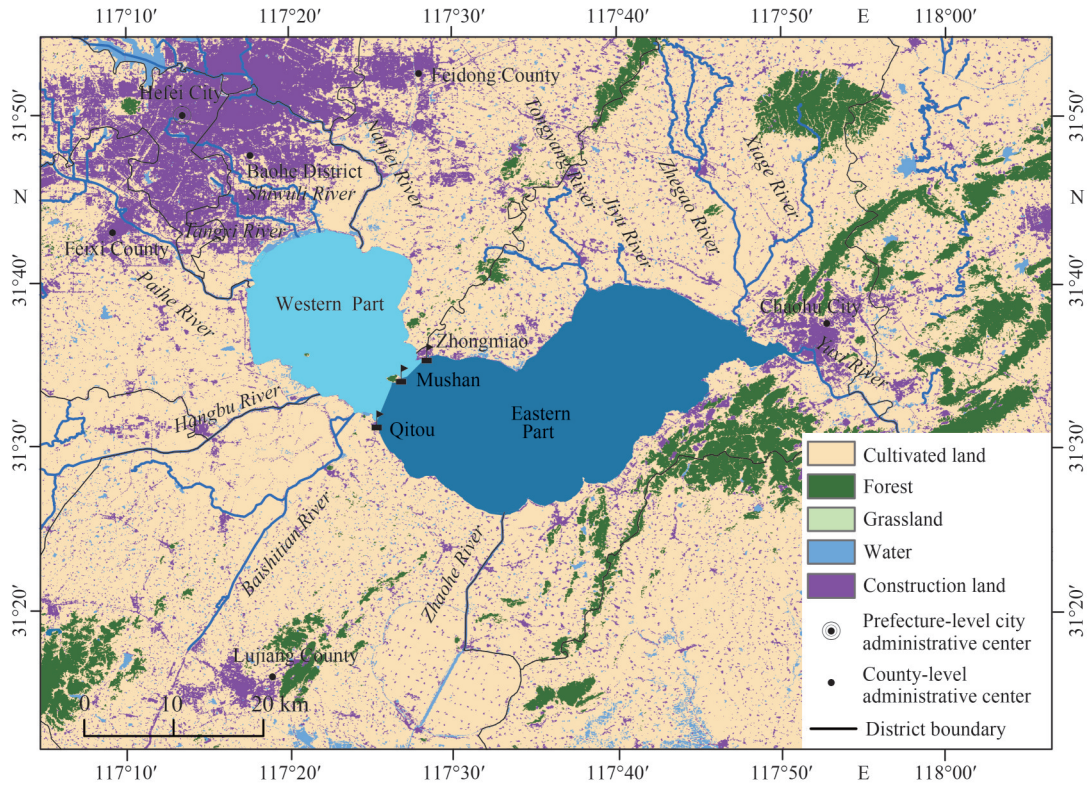 117°10′ 117°20′ 117°30′ 117°40′ 117°50′ E 118°00′
31°50′
N
31°40′
31°30′
31°20′
31°50′
N
31°40′
31°30′
31°20′
Feidong County
Hefei City
Nanfei River
Baohe District
Shiwuli River
Tangxi River
Feixi County
Paihe River
Tongyang River
Jiyu River
Zhegao River
Xiage River
Western Part
Zhongmiao
Mushan
Qitou
Eastern
Part
Chaohu City
Yuxi River
Hangbu River
Baishitian River
Zhaohe River
Lujiang County
0 10 20 km
Cultivated land
Forest
Grassland
Water
Construction land
Prefecture-level city
administrative center
County-level
administrative center
District boundary
117°10′ 117°20′ 117°30′ 117°40′ 117°50′ E 118°00′